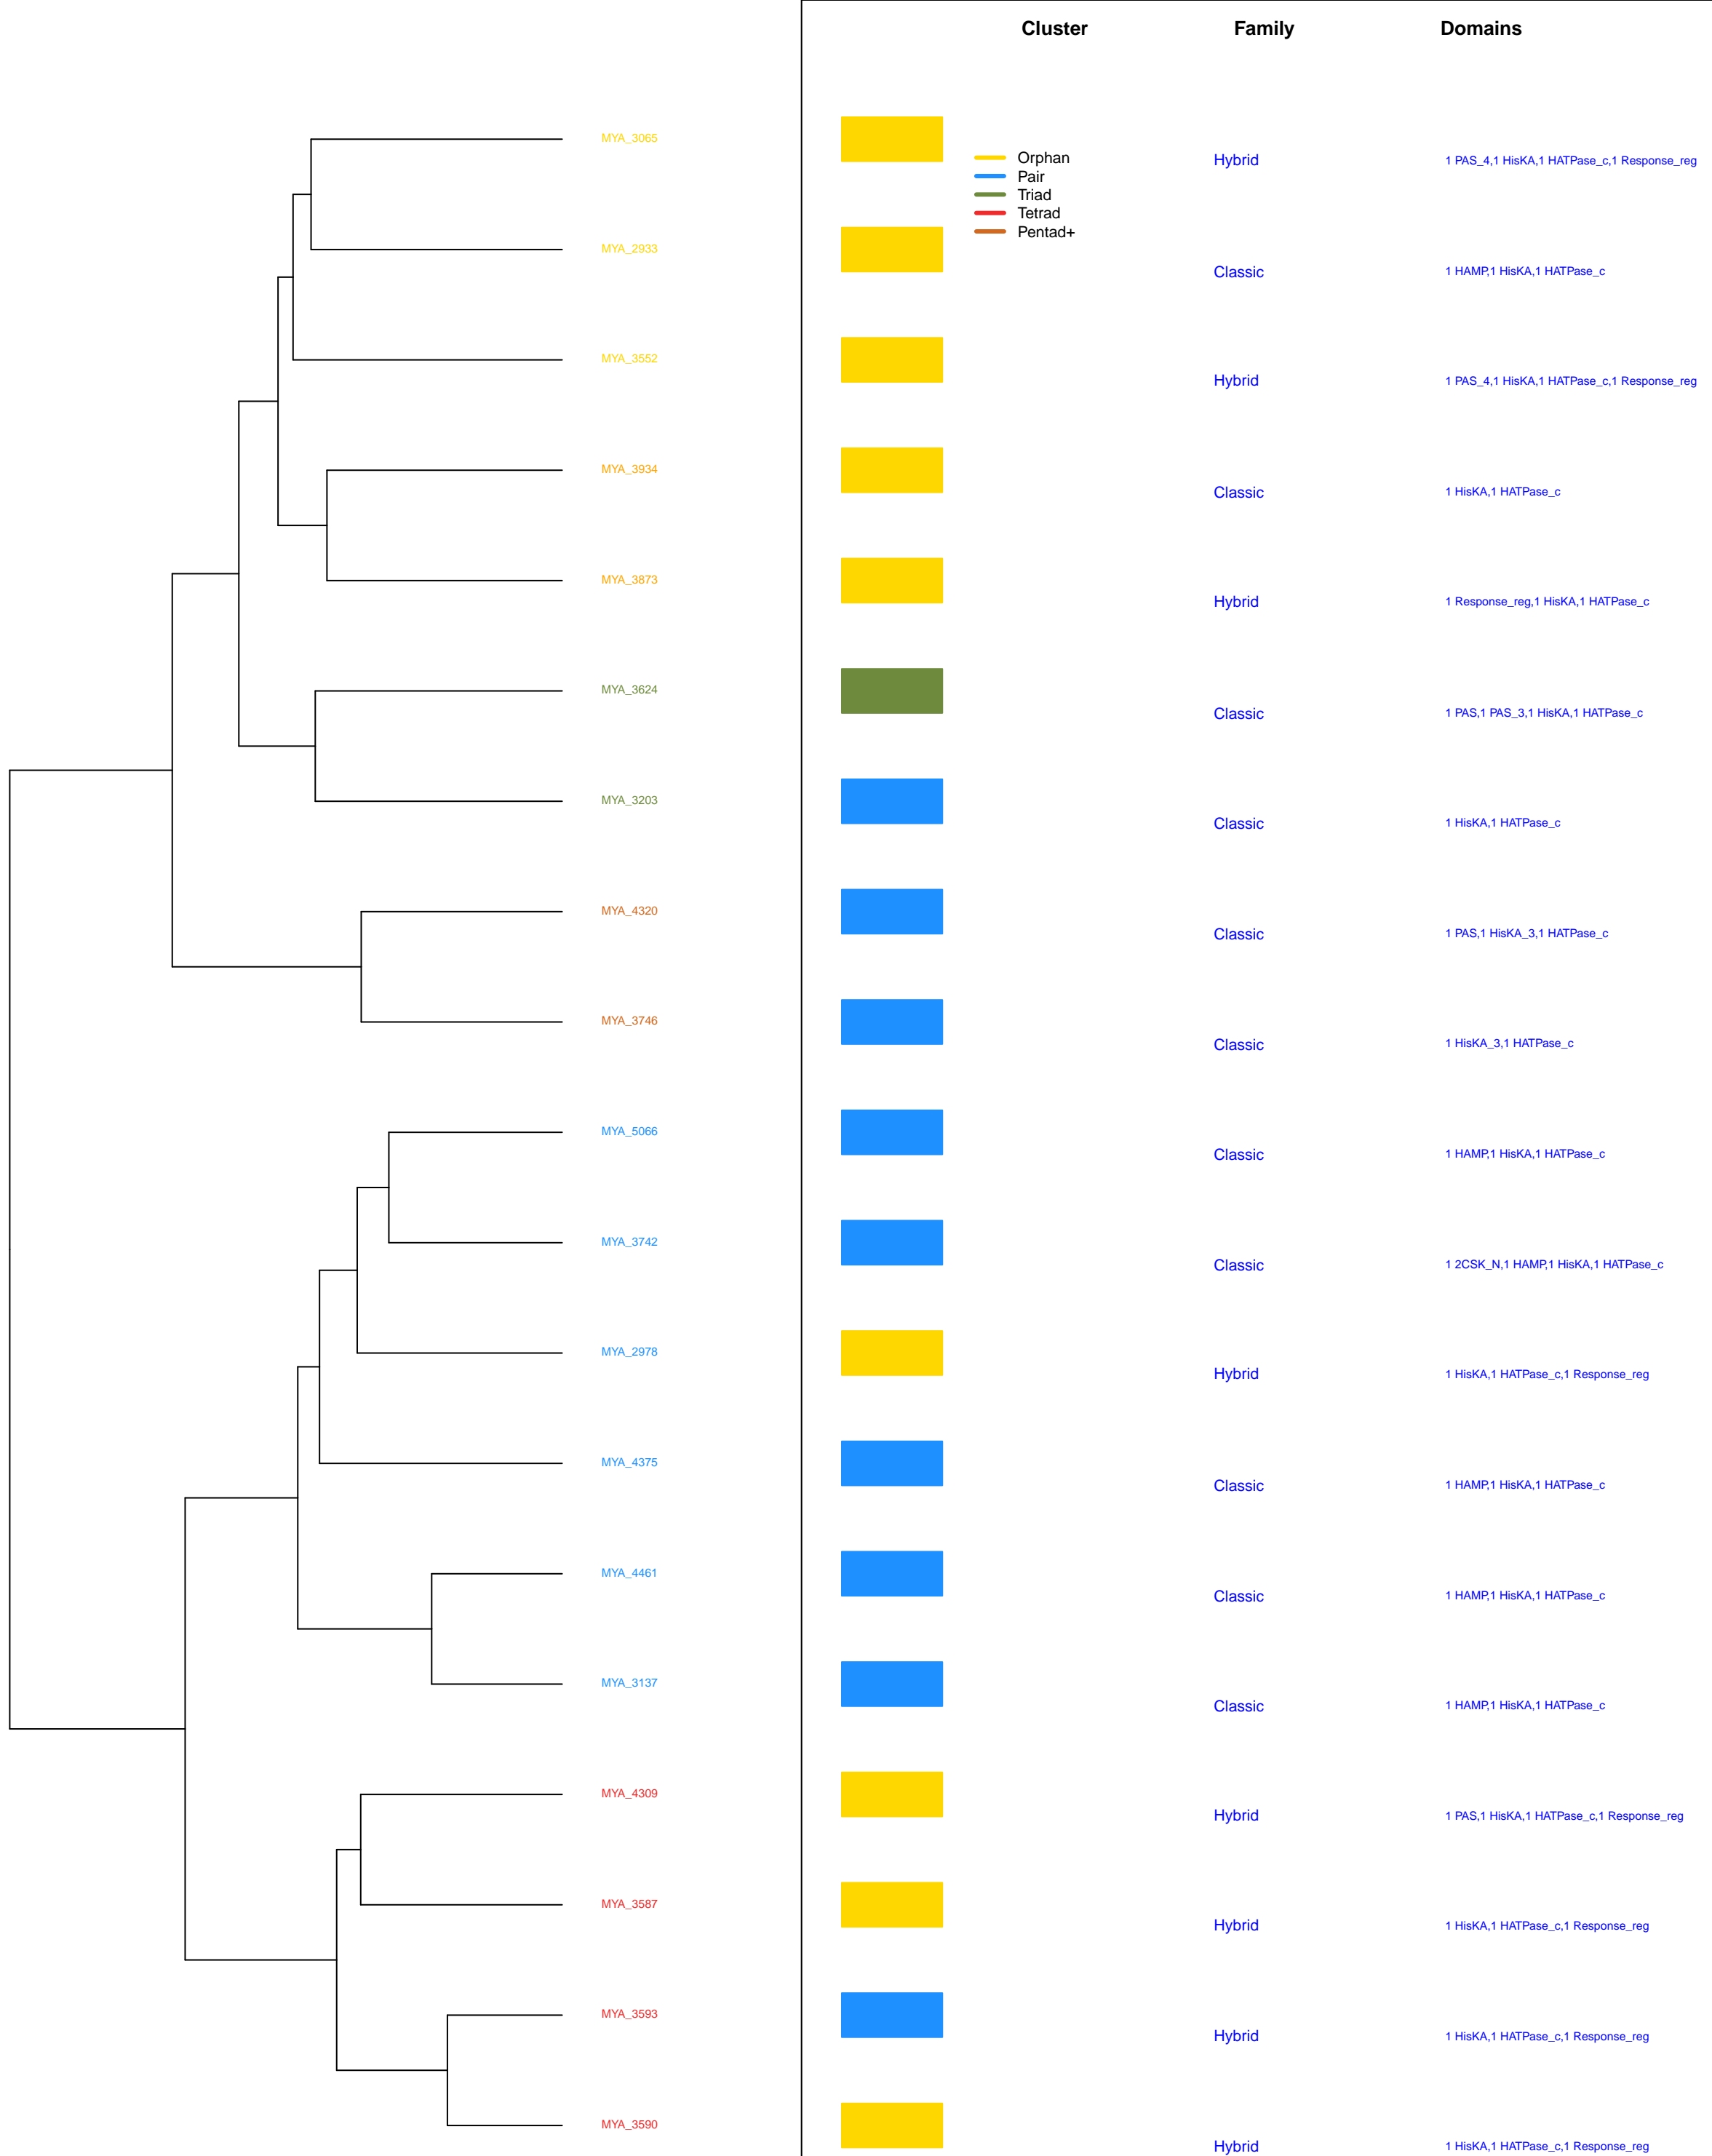 Cluster Family Domains
MYA_3065
Orphan
Hybrid 1 PAS_4,1 HisKA,1 HATPase_c,1 Response_reg
Pair
Triad
Tetrad
Pentad+
MYA_2933
Classic 1 HAMP,1 HisKA,1 HATPase_c
MYA_3552
Hybrid 1 PAS_4,1 HisKA,1 HATPase_c,1 Response_reg
MYA_3934
Classic 1 HisKA,1 HATPase_c
MYA_3873
Hybrid 1 Response_reg,1 HisKA,1 HATPase_c
MYA_3624
Classic 1 PAS,1 PAS_3,1 HisKA,1 HATPase_c
MYA_3203
Classic 1 HisKA,1 HATPase_c
MYA_4320
Classic 1 PAS,1 HisKA_3,1 HATPase_c
MYA_3746
Classic 1 HisKA_3,1 HATPase_c
MYA_5066
Classic 1 HAMP,1 HisKA,1 HATPase_c
MYA_3742
Classic 1 2CSK_N,1 HAMP,1 HisKA,1 HATPase_c
MYA_2978
Hybrid 1 HisKA,1 HATPase_c,1 Response_reg
MYA_4375
Classic 1 HAMP,1 HisKA,1 HATPase_c
MYA_4461
Classic 1 HAMP,1 HisKA,1 HATPase_c
MYA_3137
Classic 1 HAMP,1 HisKA,1 HATPase_c
MYA_4309
Hybrid 1 PAS,1 HisKA,1 HATPase_c,1 Response_reg
MYA_3587
Hybrid 1 HisKA,1 HATPase_c,1 Response_reg
MYA_3593
Hybrid 1 HisKA,1 HATPase_c,1 Response_reg
MYA_3590
Hybrid 1 HisKA,1 HATPase_c,1 Response_reg